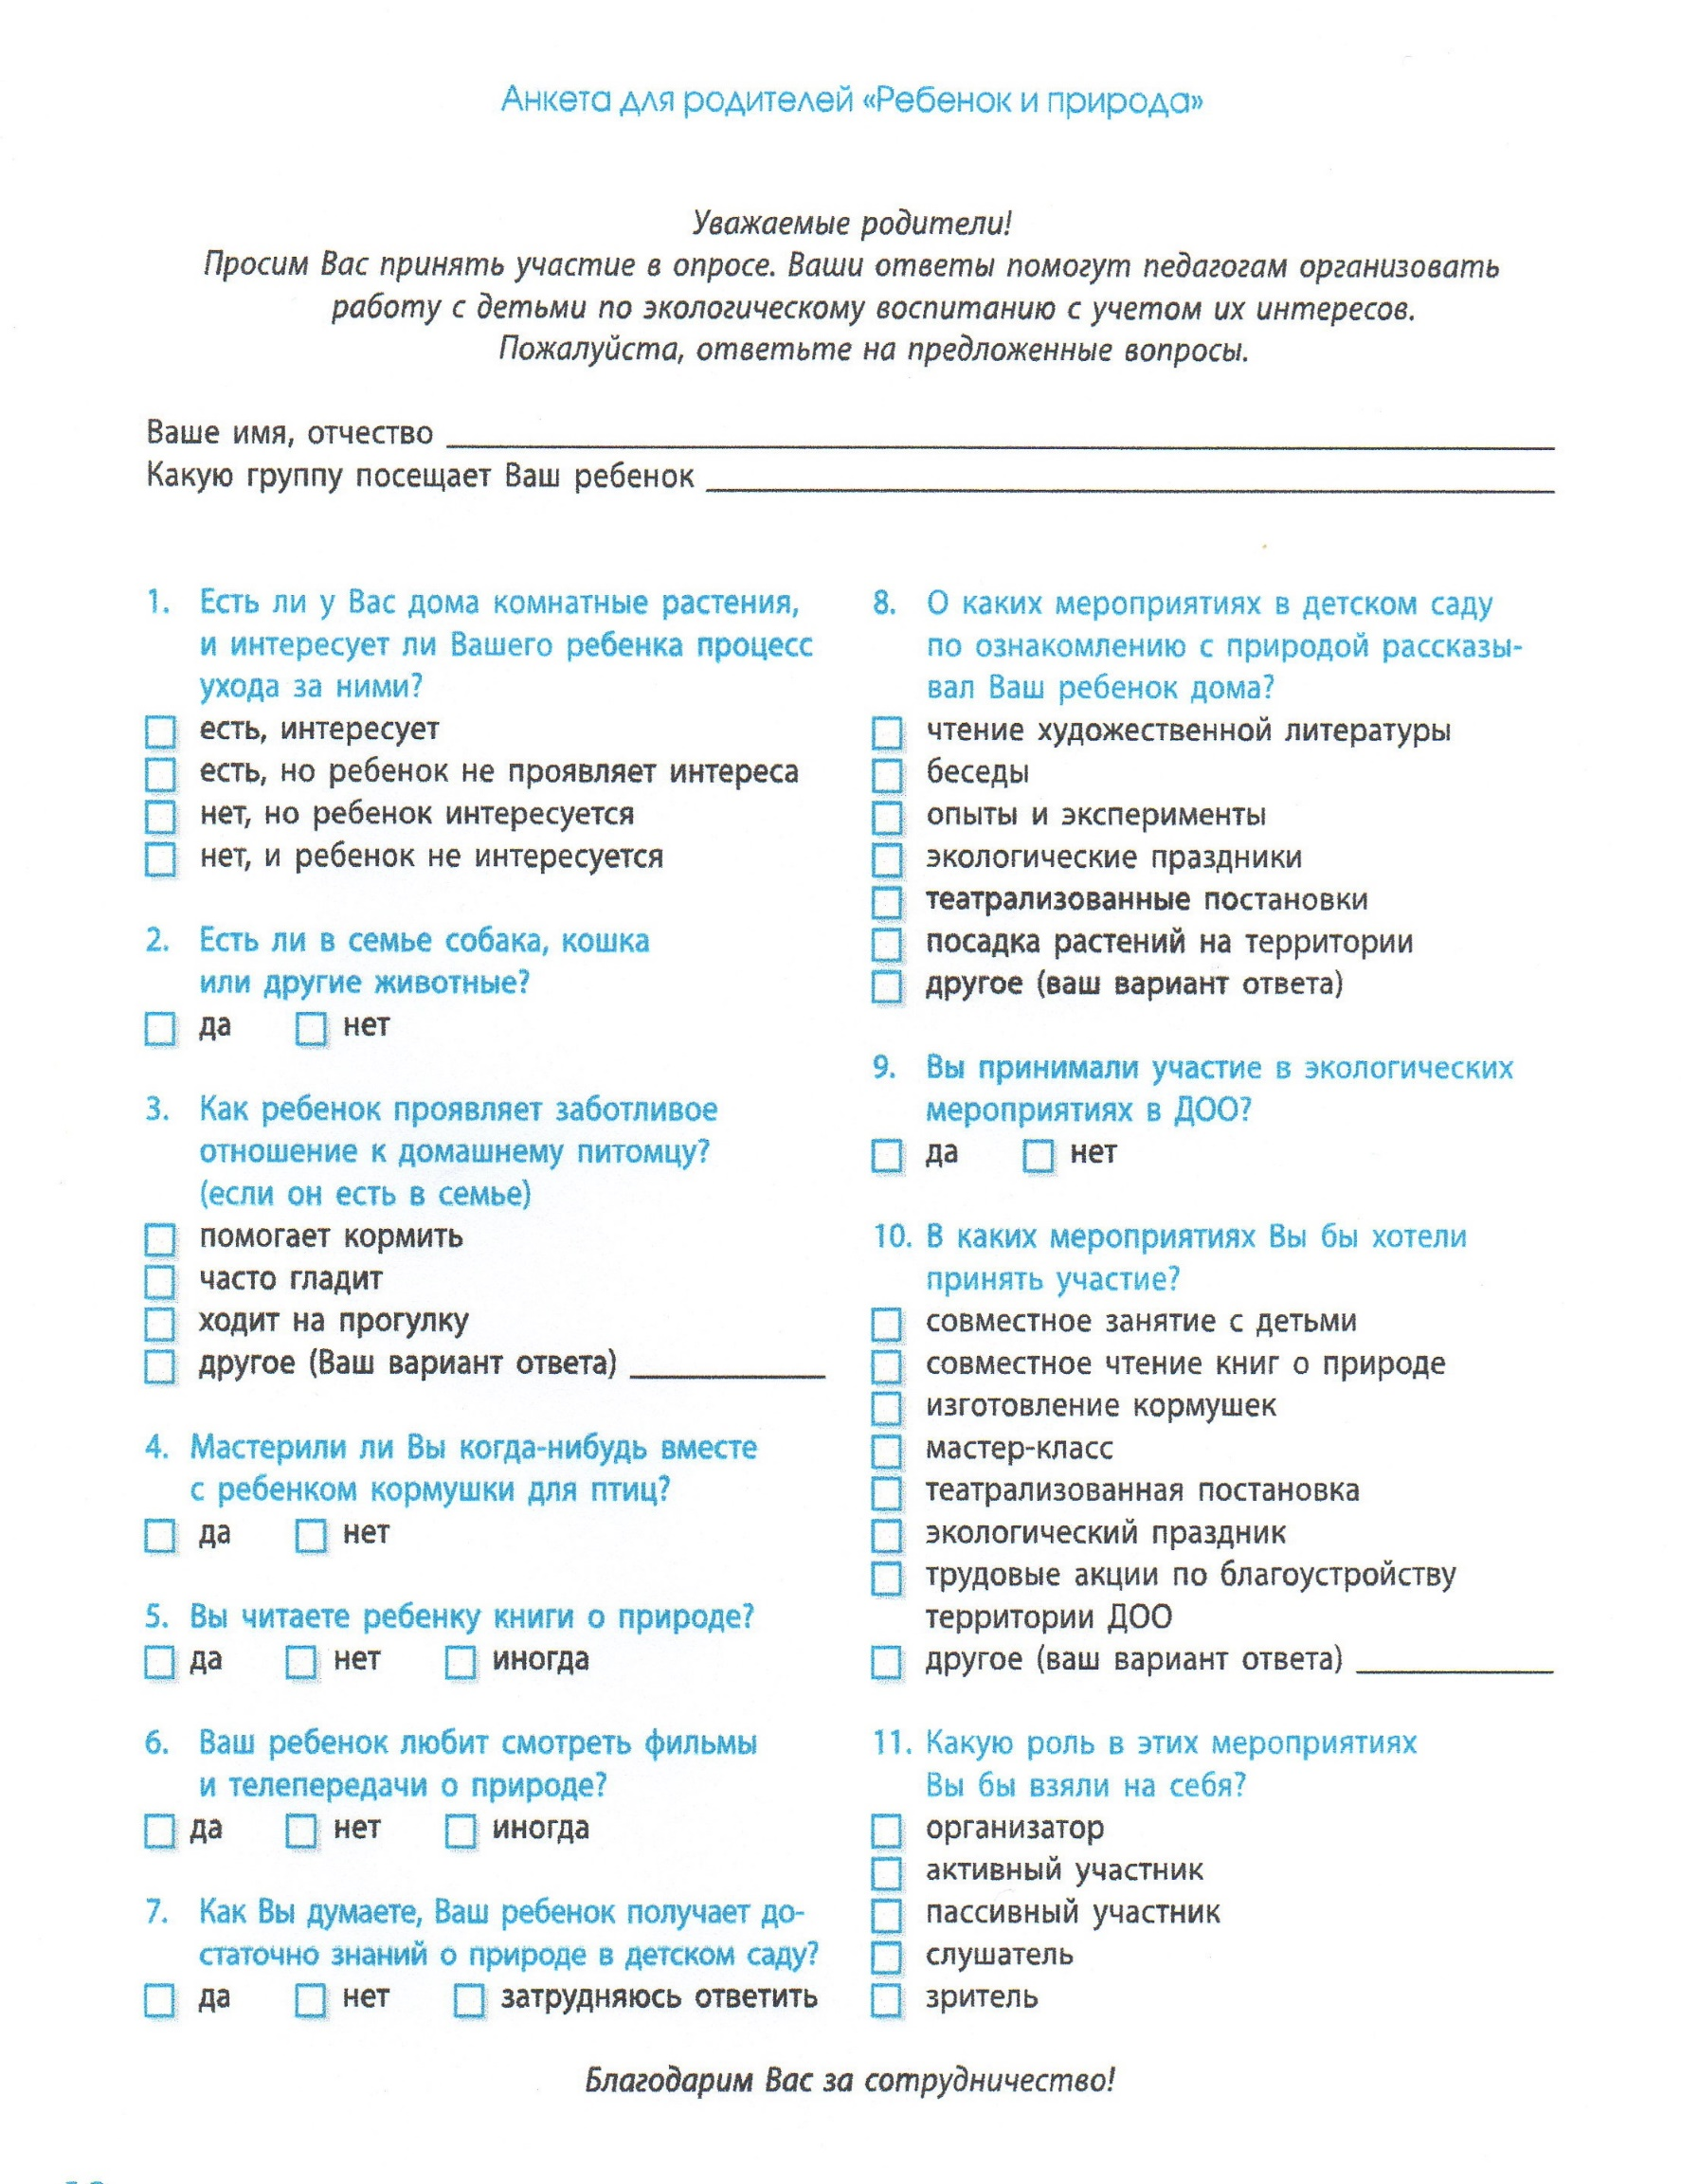 Анкета для родителей «Ребенок и природа»
Уважаемые родители!
Просим Вас принять участие в опросе. Ваши ответы помогут педагогам организовать
работу с детьми по экологическому воспитанию с учетом их интересов.
Пожалуйста, ответьте на предложенные вопросы.
Ваше имя, отчество
Какую группу посещает Ваш ребенок
1. Есть ли у Вас дома комнатные растения,
и интересует ли Вашего ребенка процесс
ухода за ними?
есть, интересует
есть, но ребенок не проявляет интереса
нет, но ребенок интересуется
нет, и ребенок не интересуется
2. Есть ли в семье собака, кошка
или другие животные?
да нет
3. Как ребенок проявляет заботливое
отношение к домашнему питомцу?
(если он есть в семье)
помогает кормить
часто гладит
ходит на прогулку
другое (Ваш вариант ответа)
4. Мастерили ли Вы когда-нибудь вместе
с ребенком кормушки для птиц?
да нет
5. Вы читаете ребенку книги о природе?
да нет иногда
6. Ваш ребенок любит смотреть фильмы
и телепередачи о природе?
да нет иногда
7. Как Вы думаете, Ваш ребенок получает до-
статочно знаний о природе в детском саду?
да нет затрудняюсь ответить
8. О каких мероприятиях в детском саду
по ознакомлению с природой рассказы-
вал Ваш ребенок дома?
чтение художественной литературы
беседы
опыты и эксперименты
экологические праздники
театрализованные постановки
посадка растений на территории
другое (ваш вариант ответа)
9. Вы принимали участие в экологических
мероприятиях в ДОО?
да нет
10. В каких мероприятиях Вы бы хотели
принять участие?
совместное занятие с детьми
совместное чтение книг о природе
изготовление кормушек
мастер-класс
театрализованная постановка
экологический праздник
трудовые акции по благоустройству
территории ДОО
другое (ваш вариант ответа)
11. Какую роль в этих мероприятиях
Вы бы взяли на себя?
организатор
активный участник
пассивный участник
слушатель
зритель
Благодарим Вас за сотрудничество!